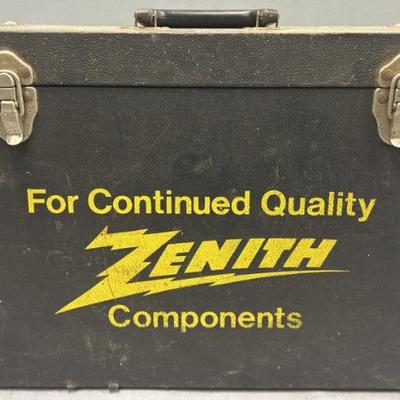 For Continued Quality
ZENITH
Components